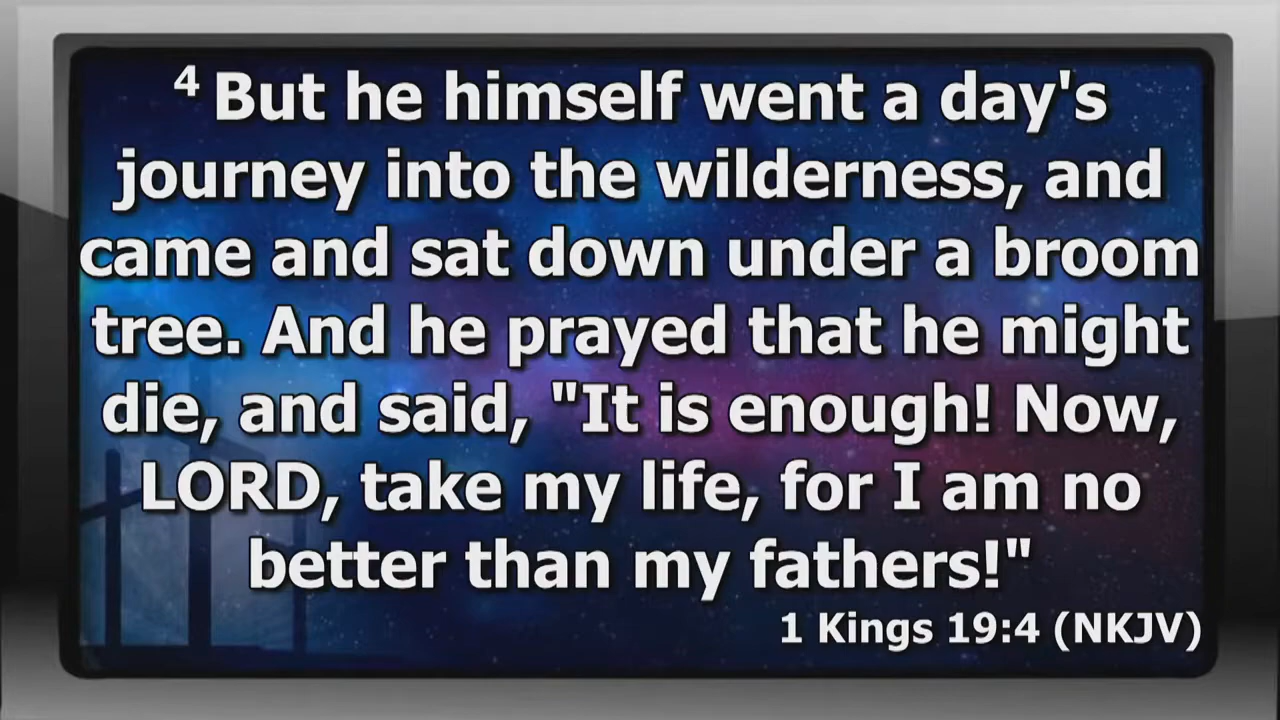 4 But he himself went a day's
journey into the wilderness, and
came and sat down under a broom
tree. And he prayed that he might
die, and said, "It is enough! Now,
LORD, take my life, for I am no
better than my fathers!"
1 Kings 19:4 (NKJV)